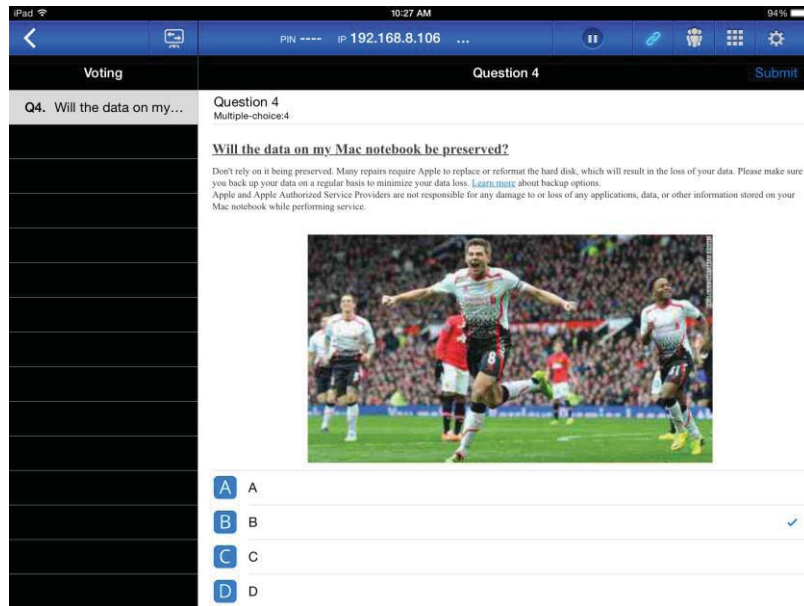 iPad 10:27 AM 94%
PIN ---- IP 192.168.8.106 ...
Voting Question 4 Submit
Q4. Will the data on my...
Question 4
Multiple-choice:4
Will the data on my Mac notebook be preserved?
Don't rely on it being preserved. Many repairs require Apple to replace or reformat the hard disk, which will result in the loss of your data. Please make sure
you back up your data on a regular basis to minimize your data loss. Learn more about backup options.
Apple and Apple Authorized Service Providers are not responsible for any damage to or loss of any applications, data, or other information stored on your
Mac notebook while performing service.
8
A A
B B
C C
D D